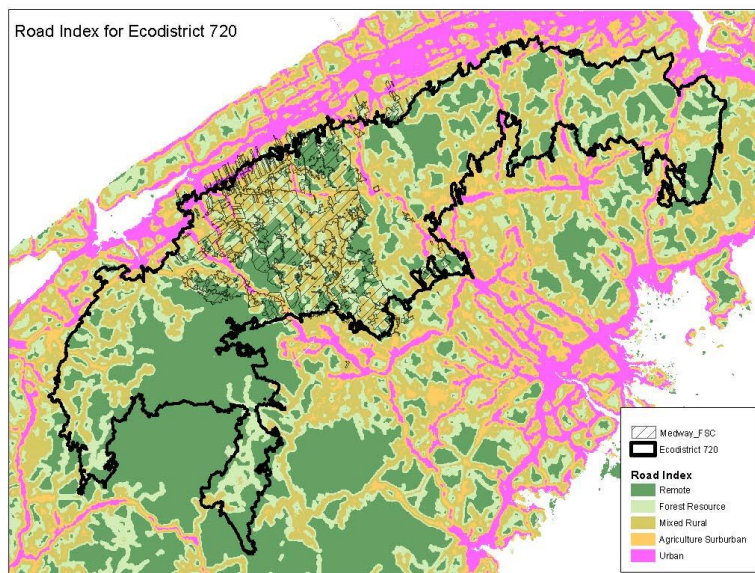 Road Index for Ecodistrict 720
Medway_FSC
Ecodistrict 720
Road Index
Remote
Forest Resource
Mixed Rural
Agriculture Surburban
Urban